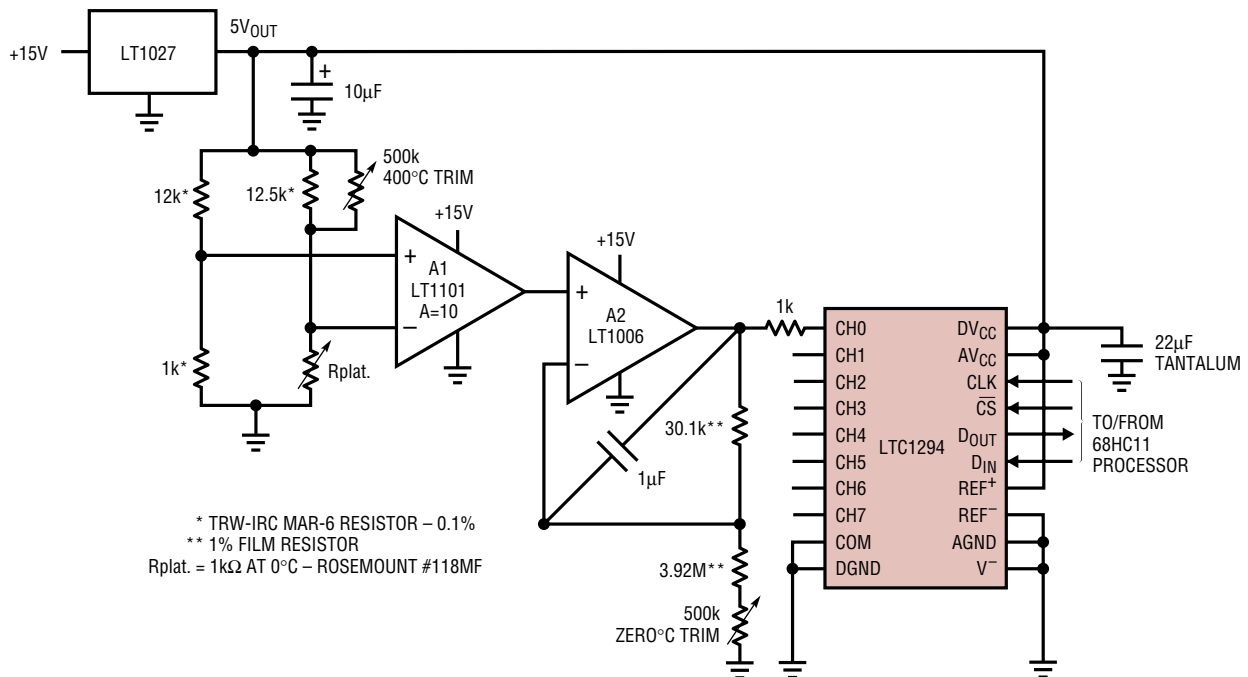 5VOUT
+15V
LT1027
+
10µF
500k
400°C TRIM
12k*
12.5k*
+15V
+15V
+
A1
LT1101
A=10
–
+
A2
LT1006
–
1k
1k*
Rplat.
30.1k**
1µF
3.92M**
500k
ZERO°C TRIM
CH0
CH1
CH2
CH3
CH4
CH5
CH6
CH7
COM
DGND
LTC1294
DVCC
AVCC
CLK
C̅S̅
DOUT
DIN
REF+
REF–
AGND
V–
22µF
TANTALUM
TO/FROM
68HC11
PROCESSOR
* TRW-IRC MAR-6 RESISTOR – 0.1%
** 1% FILM RESISTOR
Rplat. = 1kΩ AT 0°C – ROSEMOUNT #118MF